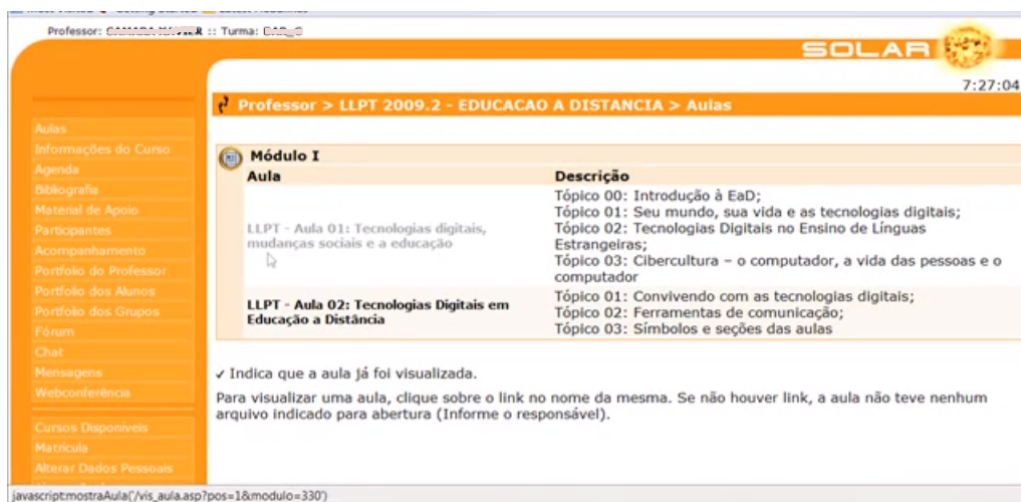 Professor: :: Turma:
SOLAR
7:27:04
Professor > LLPT 2009.2 - EDUCACAO A DISTANCIA > Aulas
Aulas
Informações do Curso
Agenda
Bibliografia
Material de Apoio
Participantes
Acompanhamento
Portfolio do Professor
Portfolio dos Alunos
Portfolio dos Grupos
Fórum
Chat
Mensagens
Webconferência
Cursos Disponíveis
Matrícula
Alterar Dados Pessoais
Módulo I
Aula Descrição
LLPT - Aula 01: Tecnologias digitais,
mudanças sociais e a educação
Tópico 00: Introdução à EaD;
Tópico 01: Seu mundo, sua vida e as tecnologias digitais;
Tópico 02: Tecnologias Digitais no Ensino de Línguas
Estrangeiras;
Tópico 03: Cibercultura – o computador, a vida das pessoas e o
computador
LLPT - Aula 02: Tecnologias Digitais em
Educação a Distância
Tópico 01: Convivendo com as tecnologias digitais;
Tópico 02: Ferramentas de comunicação;
Tópico 03: Símbolos e seções das aulas
✓ Indica que a aula já foi visualizada.
Para visualizar uma aula, clique sobre o link no nome da mesma. Se não houver link, a aula não teve nenhum
arquivo indicado para abertura (Informe o responsável).
javascript:mostraAula('/vis_aula.asp?pos=1&modulo=330')